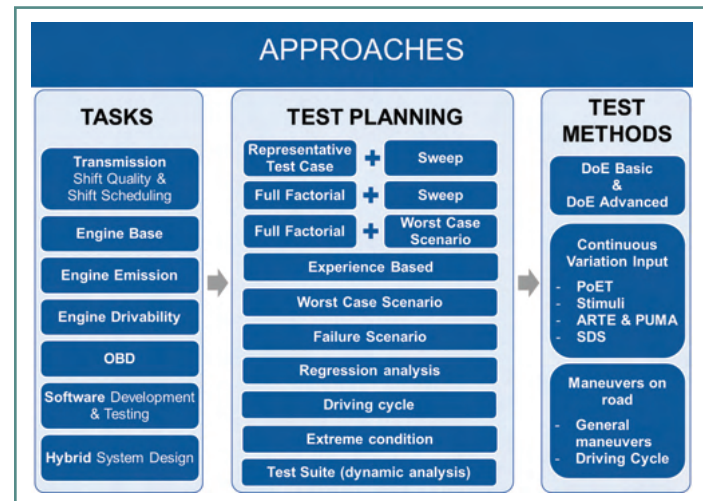 APPROACHES
TASKS
Transmission
Shift Quality &
Shift Scheduling
Engine Base
Engine Emission
Engine Drivability
OBD
Software Development
& Testing
Hybrid System Design
TEST PLANNING
Representative
Test Case
+
Sweep
Full Factorial
+
Sweep
Full Factorial
+
Worst Case
Scenario
Experience Based
Worst Case Scenario
Failure Scenario
Regression analysis
Driving cycle
Extreme condition
Test Suite (dynamic analysis)
TEST
METHODS
DoE Basic
&
DoE Advanced
Continuous
Variation Input
- PoET
- Stimuli
- ARTE & PUMA
- SDS
Maneuvers on
road
- General
maneuvers
- Driving Cycle